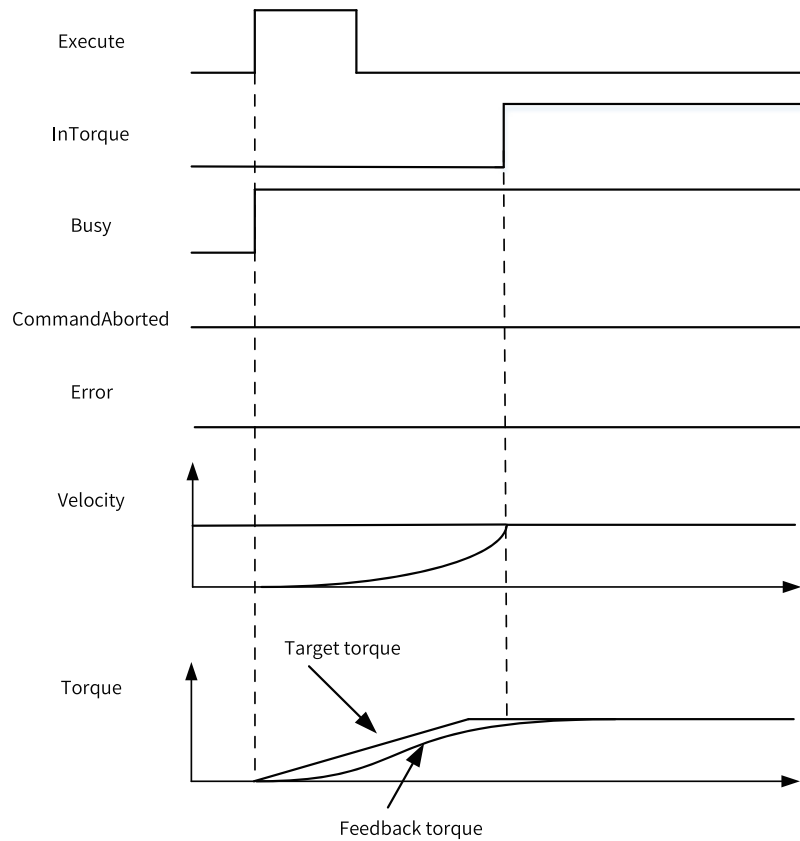 Execute
InTorque
Busy
CommandAborted
Error
Velocity
Target torque
Torque
Feedback torque